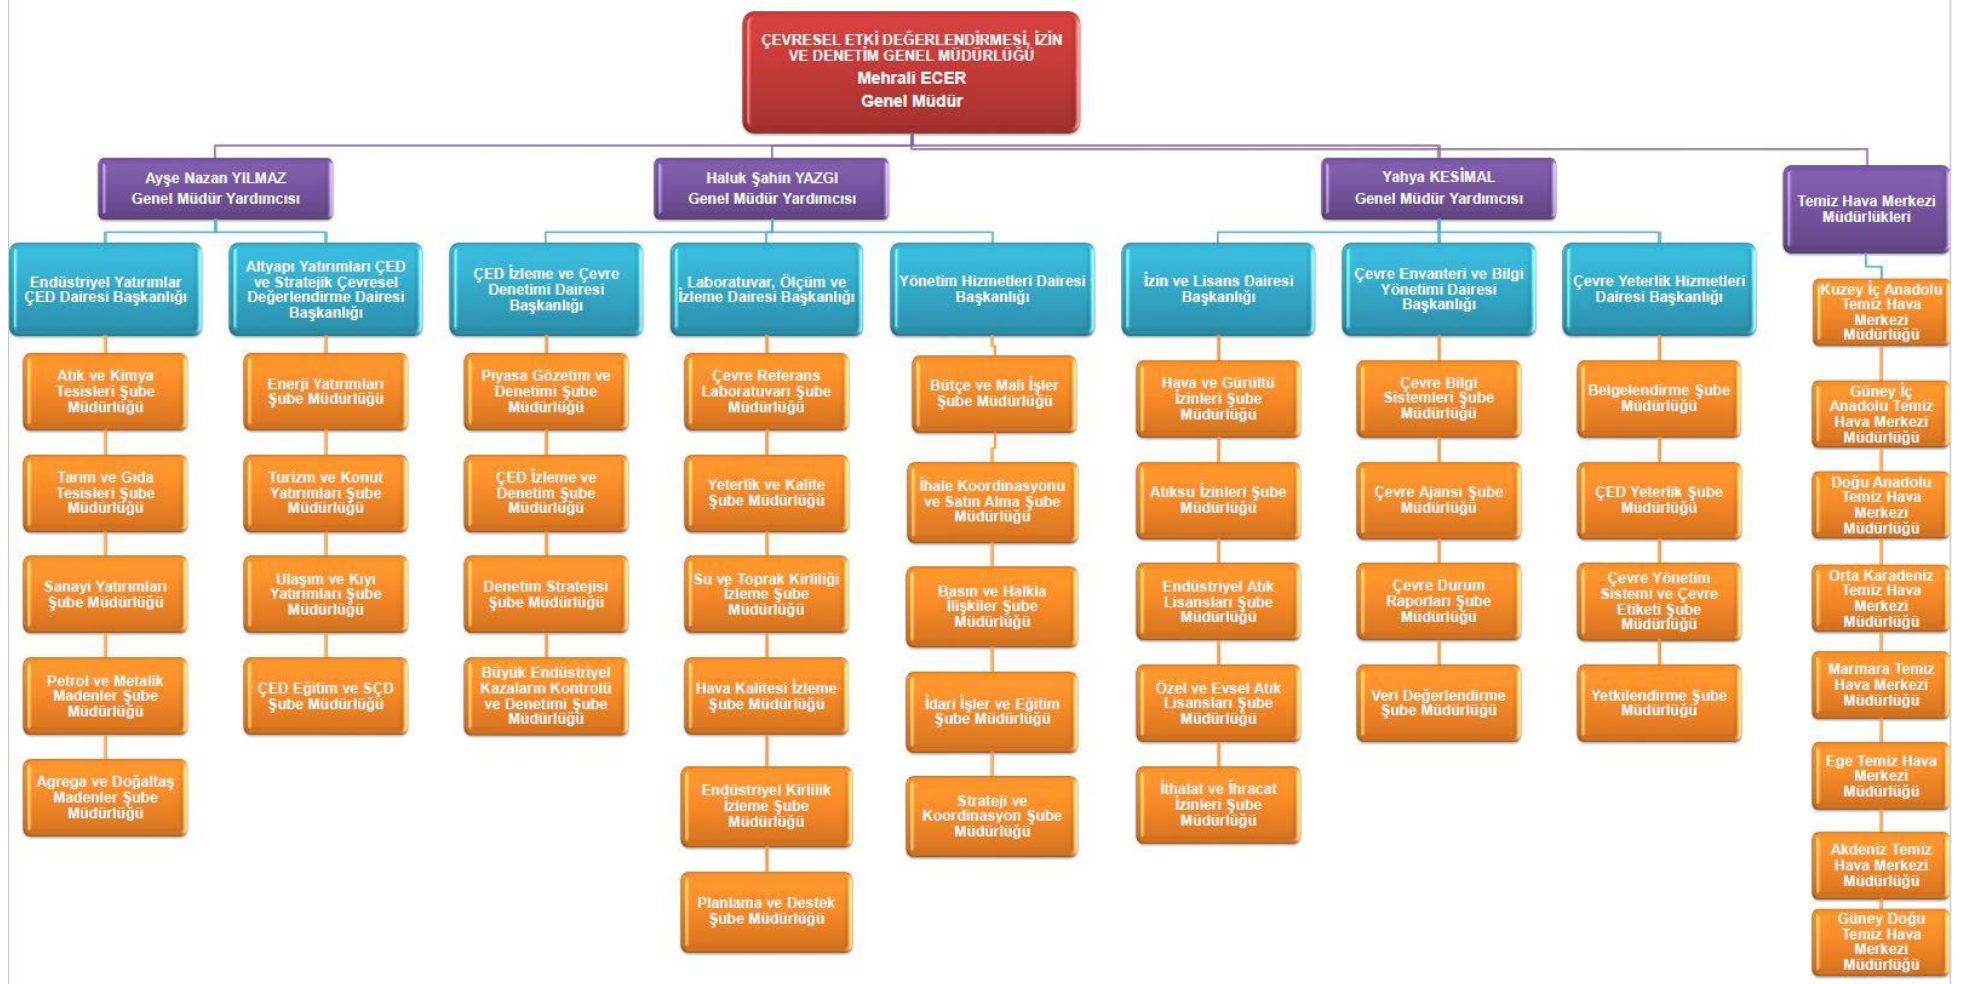 ÇEVRESEL ETKİ DEĞERLENDİRMESİ, İZİN
VE DENETİM GENEL MÜDÜRLÜĞÜ
Mehrali ECER
Genel Müdür
Ayşe Nazan YILMAZ
Genel Müdür Yardımcısı
Haluk Şahin YAZGI
Genel Müdür Yardımcısı
Yahya KESİMAL
Genel Müdür Yardımcısı
Temiz Hava Merkezi
Müdürlükleri
Endüstriyel Yatırımlar
ÇED Dairesi Başkanlığı
Altyapı Yatırımları ÇED
ve Stratejik Çevresel
Değerlendirme Dairesi
Başkanlığı
ÇED İzleme ve Çevre
Denetimi Dairesi
Başkanlığı
Laboratuvar, Ölçüm ve
İzleme Dairesi Başkanlığı
Yönetim Hizmetleri Dairesi
Başkanlığı
İzin ve Lisans Dairesi
Başkanlığı
Çevre Envanteri ve Bilgi
Yönetimi Dairesi
Başkanlığı
Çevre Yeterlik Hizmetleri
Dairesi Başkanlığı
Atık ve Kimya
Tesisleri Şube
Müdürlüğü
Tarım ve Gıda
Tesisleri Şube
Müdürlüğü
Sanayi Yatırımları
Şube Müdürlüğü
Petrol ve Metalik
Madenler Şube
Müdürlüğü
Agrega ve Doğaltaş
Madenler Şube
Müdürlüğü
Enerji Yatırımları
Şube Müdürlüğü
Turizm ve Konut
Yatırımları Şube
Müdürlüğü
Ulaşım ve Kıyı
Yatırımları Şube
Müdürlüğü
ÇED Eğitim ve SÇD
Şube Müdürlüğü
Piyasa Gözetim ve
Denetimi Şube
Müdürlüğü
ÇED İzleme ve
Denetim Şube
Müdürlüğü
Denetim Stratejisi
Şube Müdürlüğü
Büyük Endüstriyel
Kazaların Kontrolü
ve Denetimi Şube
Müdürlüğü
Çevre Referans
Laboratuvarı Şube
Müdürlüğü
Yeterlik ve Kalite
Şube Müdürlüğü
Su ve Toprak Kirliliği
İzleme Şube
Müdürlüğü
Hava Kalitesi İzleme
Şube Müdürlüğü
Endüstriyel Kirlilik
İzleme Şube
Müdürlüğü
Planlama ve Destek
Şube Müdürlüğü
Bütçe ve Mali İşler
Şube Müdürlüğü
İhale Koordinasyonu
ve Satın Alma Şube
Müdürlüğü
Basın ve Halkla
İlişkiler Şube
Müdürlüğü
İdari İşler ve Eğitim
Şube Müdürlüğü
Strateji ve
Koordinasyon Şube
Müdürlüğü
Hava ve Gürültü
İzinleri Şube
Müdürlüğü
Atıksu İzinleri Şube
Müdürlüğü
Endüstriyel Atık
Lisansları Şube
Müdürlüğü
Özel ve Evsel Atık
Lisansları Şube
Müdürlüğü
İthalat ve İhracat
İzinleri Şube
Müdürlüğü
Çevre Bilgi
Sistemleri Şube
Müdürlüğü
Çevre Ajansı Şube
Müdürlüğü
Çevre Durum
Raporları Şube
Müdürlüğü
Veri Değerlendirme
Şube Müdürlüğü
Belgelendirme Şube
Müdürlüğü
ÇED Yeterlik Şube
Müdürlüğü
Çevre Yönetim
Sistemi ve Çevre
Etiketi Şube
Müdürlüğü
Yetkilendirme Şube
Müdürlüğü
Kuzey İç Anadolu
Temiz Hava
Merkezi
Müdürlüğü
Güney İç
Anadolu Temiz
Hava Merkezi
Müdürlüğü
Doğu Anadolu
Temiz Hava
Merkezi
Müdürlüğü
Orta Karadeniz
Temiz Hava
Merkezi
Müdürlüğü
Marmara Temiz
Hava Merkezi
Müdürlüğü
Ege Temiz Hava
Merkezi
Müdürlüğü
Akdeniz Temiz
Hava Merkezi
Müdürlüğü
Güney Doğu
Temiz Hava
Merkezi
Müdürlüğü